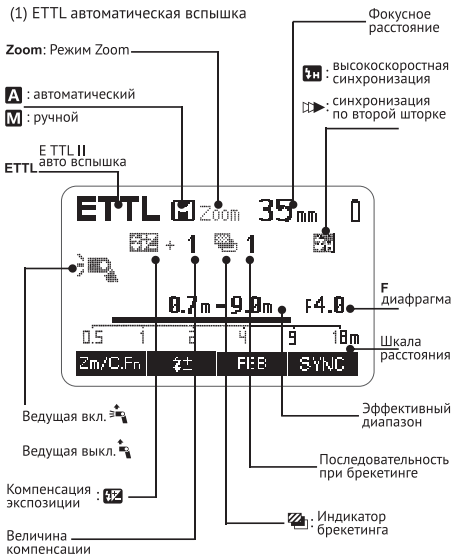 (1) ETTL автоматическая вспышка
Фокусное
расстояние
Zoom: Режим Zoom
высокоскоростная
синхронизация
A : автоматический
синхронизация
по второй шторке
M : ручной
E TTL II
авто вспышка
ETTL
ETTL M Zoom 35mm
+ 1 1
0.7m-9.0m F4.0
F
диафрагма
0.5 1 2 4 9 18m
Шкала
расстояния
Zm/C.Fn ± FEB SYNC
Эффективный
диапазон
Ведущая вкл.
Ведущая выкл.
Последовательность
при брекетинге
Компенсация
экспозиции :
Индикатор
брекетинга
Величина
компенсации